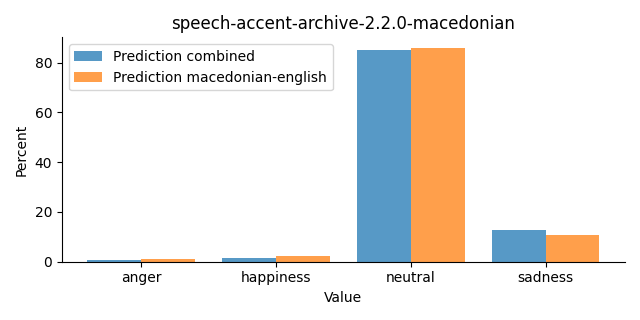 speech-accent-archive-2.2.0-macedonian
Prediction combined
Prediction macedonian-english
Percent
80
60
40
20
0
anger happiness neutral sadness
Value